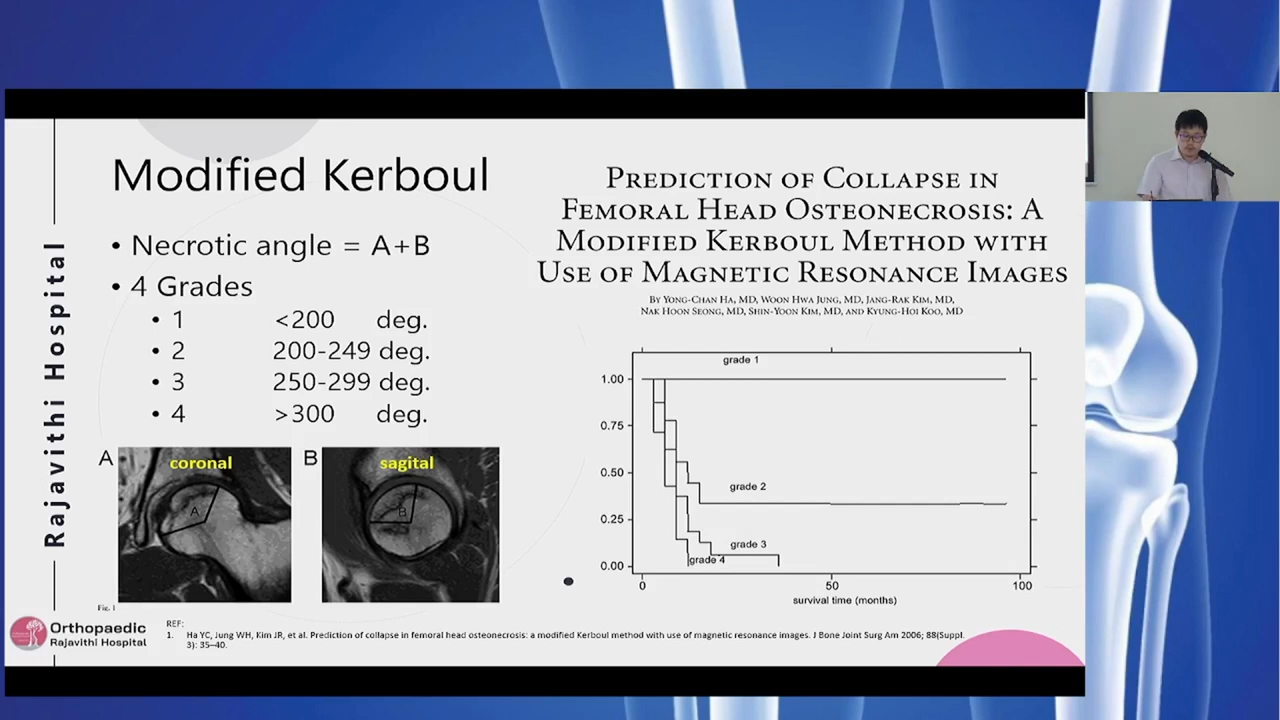 Rajavithi Hospital
Modified Kerboul
• Necrotic angle = A+B
• 4 Grades
• 1 <200 deg.
• 2 200-249 deg.
• 3 250-299 deg.
• 4 >300 deg.
A
coronal
A
B
sagital
B
Fig. 1
PREDICTION OF COLLAPSE IN
FEMORAL HEAD OSTEONECROSIS: A
MODIFIED KERBOUL METHOD WITH
USE OF MAGNETIC RESONANCE IMAGES
BY YONG-CHAN HA, MD, WOON HWA JUNG, MD, JANG-RAK KIM, MD,
NAK HOON SEONG, MD, SHIN-YOON KIM, MD, AND KYUNG-HOI KOO, MD
grade 1
1.00
0.75
0.50
grade 2
0.25
grade 3
0.00
grade 4
0 50 100
survival time (months)
Orthopaedic
Rajavithi Hospital
REF:
1. Ha YC, Jung WH, Kim JR, et al. Prediction of collapse in femoral head osteonecrosis: a modified Kerboul method with use of magnetic resonance images. J Bone Joint Surg Am 2006; 88(Suppl.
3): 35–40.